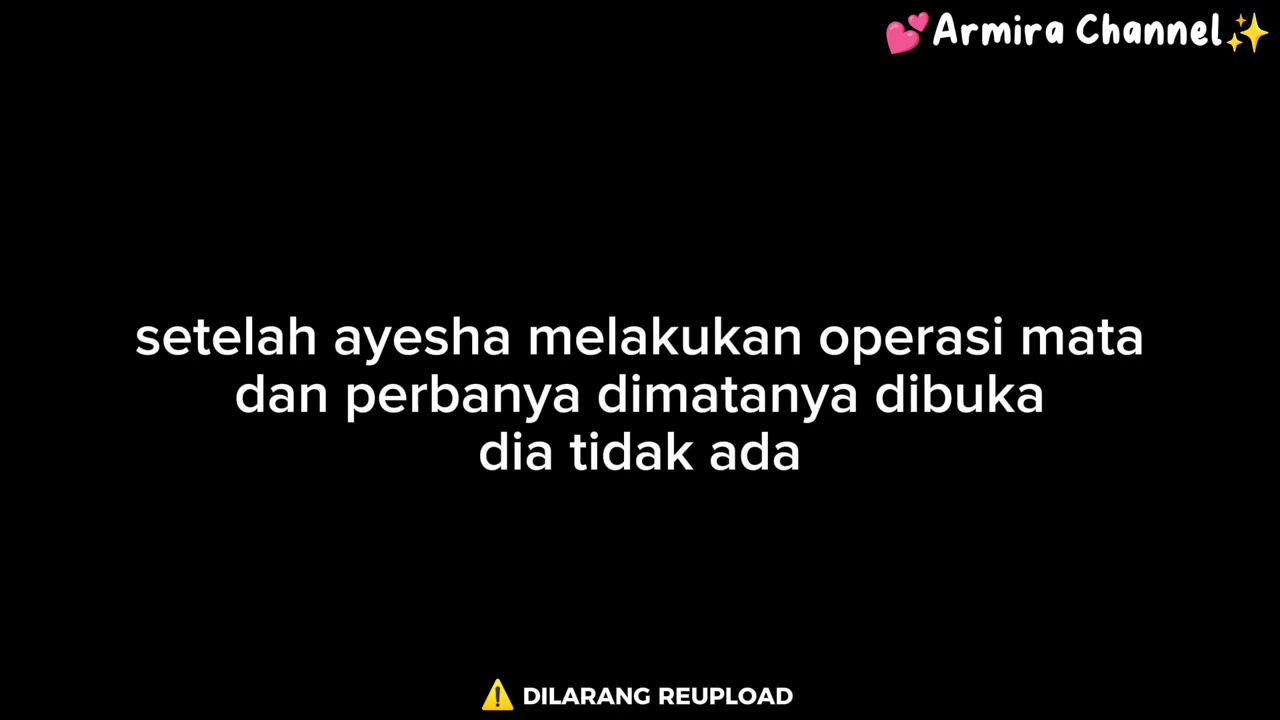 💕Armira Channel✨
setelah ayesha melakukan operasi mata
dan perbanya dimatanya dibuka
dia tidak ada
⚠️ DILARANG REUPLOAD